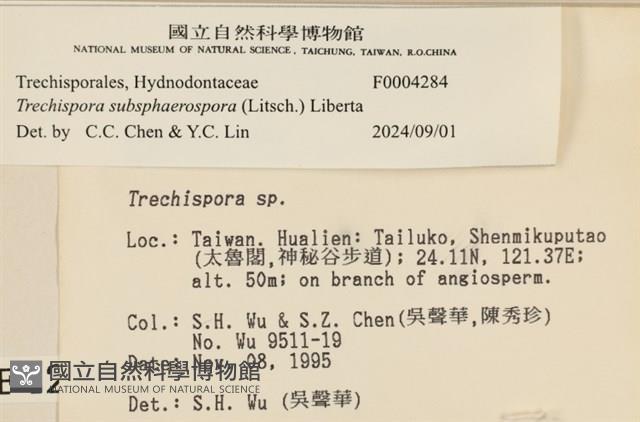 國立自然科學博物館
NATIONAL MUSEUM OF NATURAL SCIENCE, TAICHUNG, TAIWAN, R.O.CHINA
Trechisporales, Hydnodontaceae F0004284
Trechispora subsphaerospora (Litsch.) Liberta
Det. by C.C. Chen & Y.C. Lin 2024/09/01
Trechispora sp.
Loc.: Taiwan. Hualien: Tailuko, Shenmikuputao
(太魯閣,神秘谷步道); 24.11N, 121.37E;
alt. 50m; on branch of angiosperm.
Col.: S.H. Wu & S.Z. Chen(吳聲華,陳秀珍)
No. Wu 9511-19
Date: Nov. 08, 1995
國立自然科學博物館
NATIONAL MUSEUM OF NATURAL SCIENCE
Det.: S.H. Wu (吳聲華)